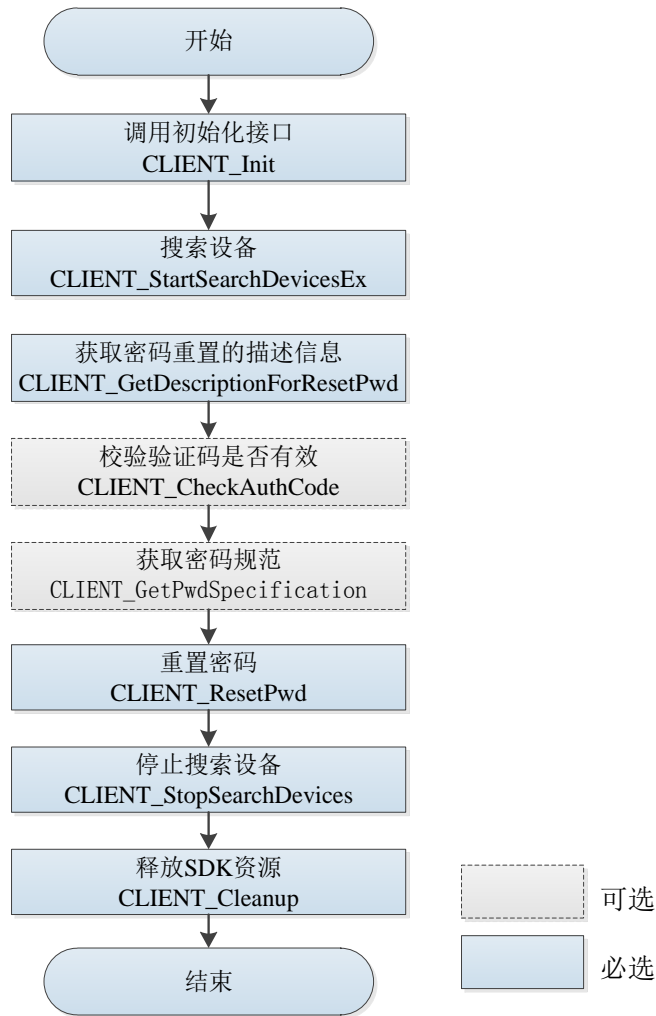 开始
调用初始化接口
CLIENT_Init
搜索设备
CLIENT_StartSearchDevicesEx
获取密码重置的描述信息
CLIENT_GetDescriptionForResetPwd
校验验证码是否有效
CLIENT_CheckAuthCode
获取密码规范
CLIENT_GetPwdSpecification
重置密码
CLIENT_ResetPwd
停止搜索设备
CLIENT_StopSearchDevices
释放SDK资源
CLIENT_Cleanup
结束
可选
必选